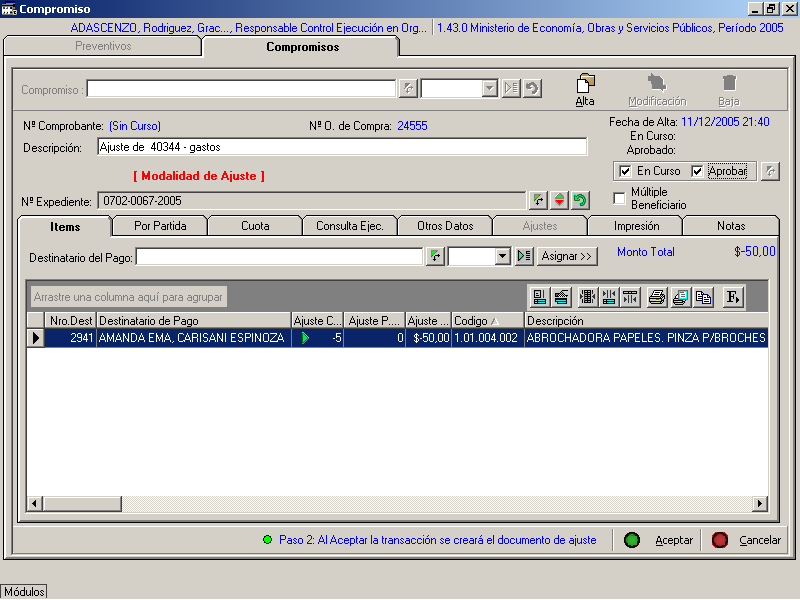 Compromiso
ADASCENZO, Rodriguez, Grac..., Responsable Control Ejecución en Org...
1.43.0 Ministerio de Economía, Obras y Servicios Públicos, Período 2005
Preventivos
Compromisos
Compromiso :
Alta
Modificación
Baja
Nº Comprobante: (Sin Curso)
Nº O. de Compra: 24555
Fecha de Alta: 11/12/2005 21:40
En Curso:
Aprobado:
Descripción: Ajuste de 40344 - gastos
[ Modalidad de Ajuste ]
En Curso
Aprobar
Nº Expediente: 0702-0067-2005
Múltiple
Beneficiario
Items
Por Partida
Cuota
Consulta Ejec.
Otros Datos
Ajustes
Impresión
Notas
Destinatario del Pago:
Asignar >>
Monto Total
$-50,00
Arrastre una columna aquí para agrupar
F,
Nro.Dest Destinatario de Pago Ajuste C... Ajuste P.... Ajuste ... Codigo Descripción
2941 AMANDA EMA, CARISANI ESPINOZA -5 0 $-50,00 1.01.004.002 ABROCHADORA PAPELES. PINZA P/BROCHES
Paso 2: Al Aceptar la transacción se creará el documento de ajuste
Aceptar
Cancelar
Módulos